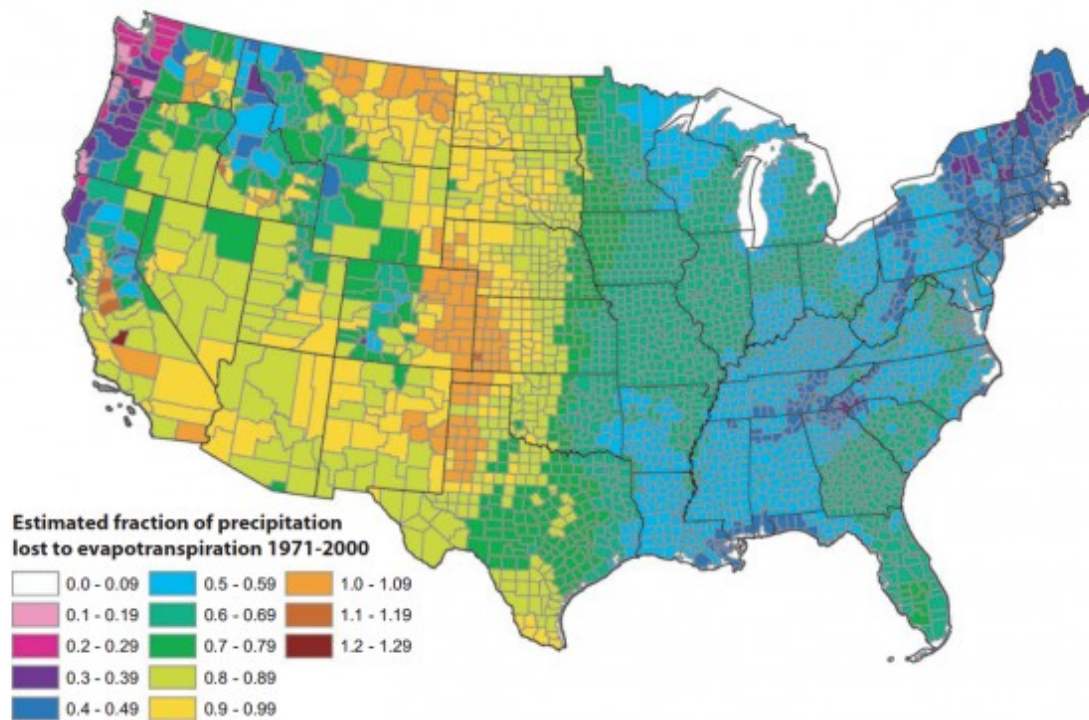 Estimated fraction of precipitation
lost to evapotranspiration 1971-2000
0.0 - 0.09
0.1 - 0.19
0.2 - 0.29
0.3 - 0.39
0.4 - 0.49
0.5 - 0.59
0.6 - 0.69
0.7 - 0.79
0.8 - 0.89
0.9 - 0.99
1.0 - 1.09
1.1 - 1.19
1.2 - 1.29